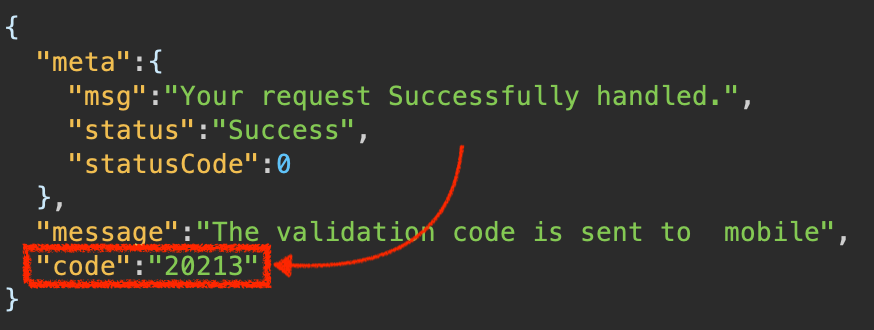 {
"meta":{
"msg":"Your request Successfully handled.",
"status":"Success",
"statusCode":0
},
"message":"The validation code is sent to  mobile",
"code":"20213"
}